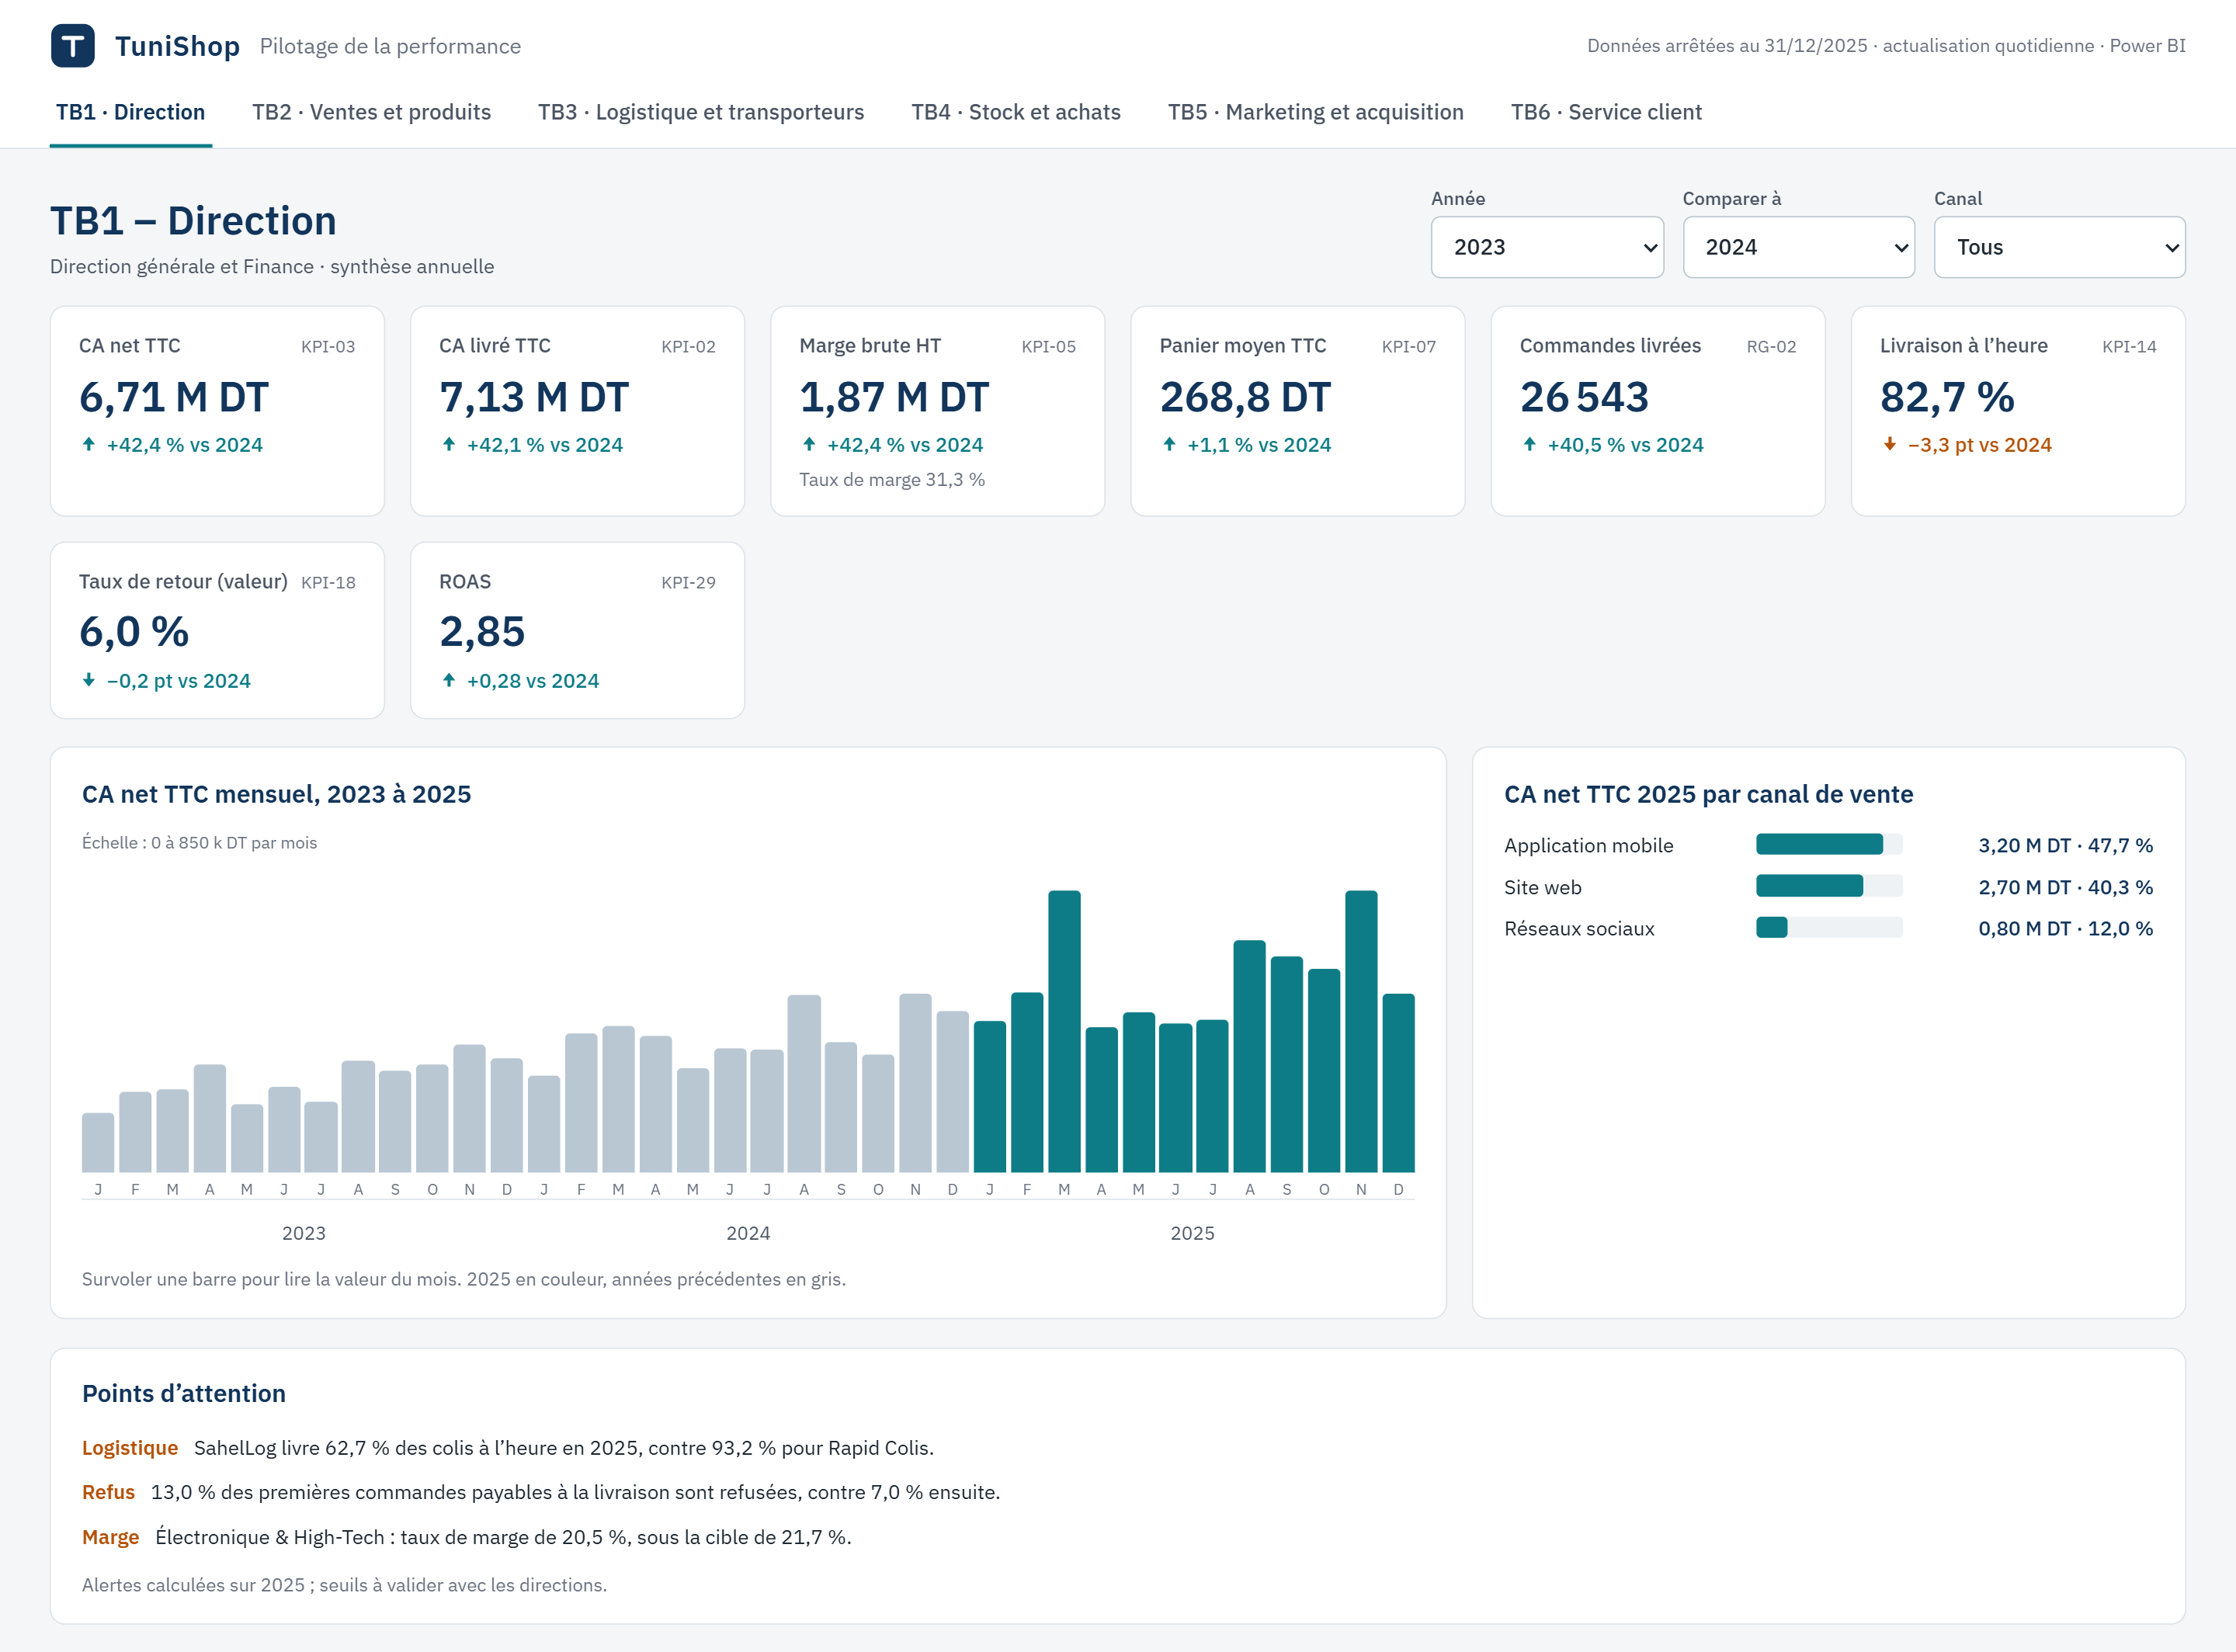 T TuniShop Pilotage de la performance
Données arrêtées au 31/12/2025 · actualisation quotidienne · Power BI
TB1 · Direction TB2 · Ventes et produits TB3 · Logistique et transporteurs TB4 · Stock et achats TB5 · Marketing et acquisition TB6 · Service client
TB1 – Direction
Direction générale et Finance · synthèse annuelle
Année Comparer à Canal
2023 2024 Tous
CA net TTC KPI-03
6,71 M DT
+42,4 % vs 2024
CA livré TTC KPI-02
7,13 M DT
+42,1 % vs 2024
Marge brute HT KPI-05
1,87 M DT
+42,4 % vs 2024
Taux de marge 31,3 %
Panier moyen TTC KPI-07
268,8 DT
+1,1 % vs 2024
Commandes livrées RG-02
26 543
+40,5 % vs 2024
Livraison à l’heure KPI-14
82,7 %
−3,3 pt vs 2024
Taux de retour (valeur) KPI-18
6,0 %
−0,2 pt vs 2024
ROAS KPI-29
2,85
+0,28 vs 2024
CA net TTC mensuel, 2023 à 2025
Échelle : 0 à 850 k DT par mois
J F M A M J J A S O N D J F M A M J J A S O N D J F M A M J J A S O N D
2023 2024 2025
Survoler une barre pour lire la valeur du mois. 2025 en couleur, années précédentes en gris.
CA net TTC 2025 par canal de vente
Application mobile 3,20 M DT · 47,7 %
Site web 2,70 M DT · 40,3 %
Réseaux sociaux 0,80 M DT · 12,0 %
Points d’attention
Logistique SahelLog livre 62,7 % des colis à l’heure en 2025, contre 93,2 % pour Rapid Colis.
Refus 13,0 % des premières commandes payables à la livraison sont refusées, contre 7,0 % ensuite.
Marge Électronique & High-Tech : taux de marge de 20,5 %, sous la cible de 21,7 %.
Alertes calculées sur 2025 ; seuils à valider avec les directions.